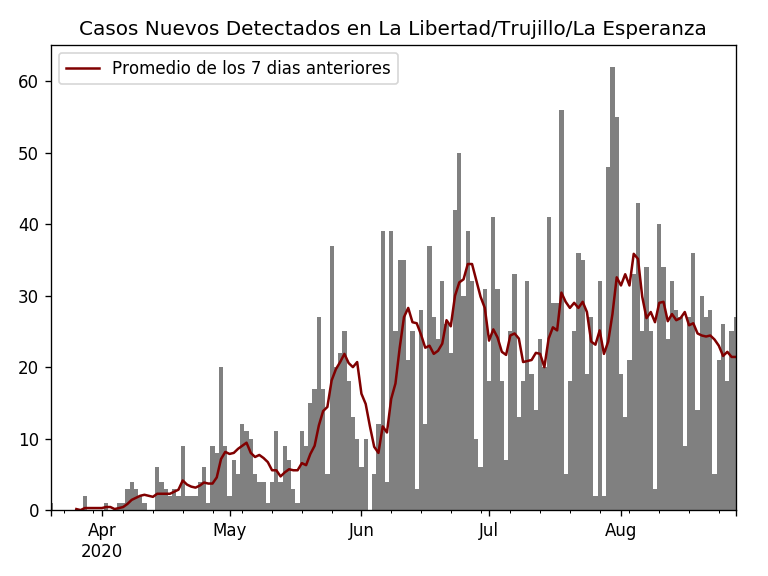 Casos Nuevos Detectados en La Libertad/Trujillo/La Esperanza
Promedio de los 7 dias anteriores
60
50
40
30
20
10
0
Apr May Jun Jul Aug
2020